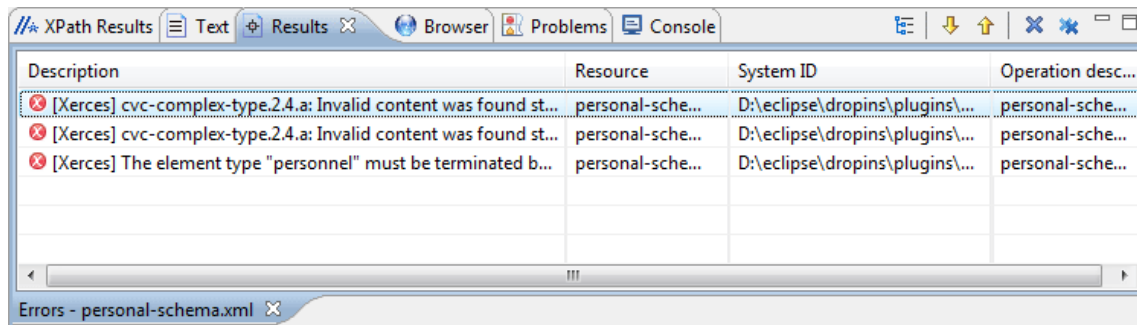 XPath Results Text Results Browser Problems Console
Description Resource System ID Operation desc...
[Xerces] cvc-complex-type.2.4.a: Invalid content was found st... personal-sche... D:\eclipse\dropins\plugins\... personal-sche...
[Xerces] cvc-complex-type.2.4.a: Invalid content was found st... personal-sche... D:\eclipse\dropins\plugins\... personal-sche...
[Xerces] The element type "personnel" must be terminated b... personal-sche... D:\eclipse\dropins\plugins\... personal-sche...
Errors - personal-schema.xml